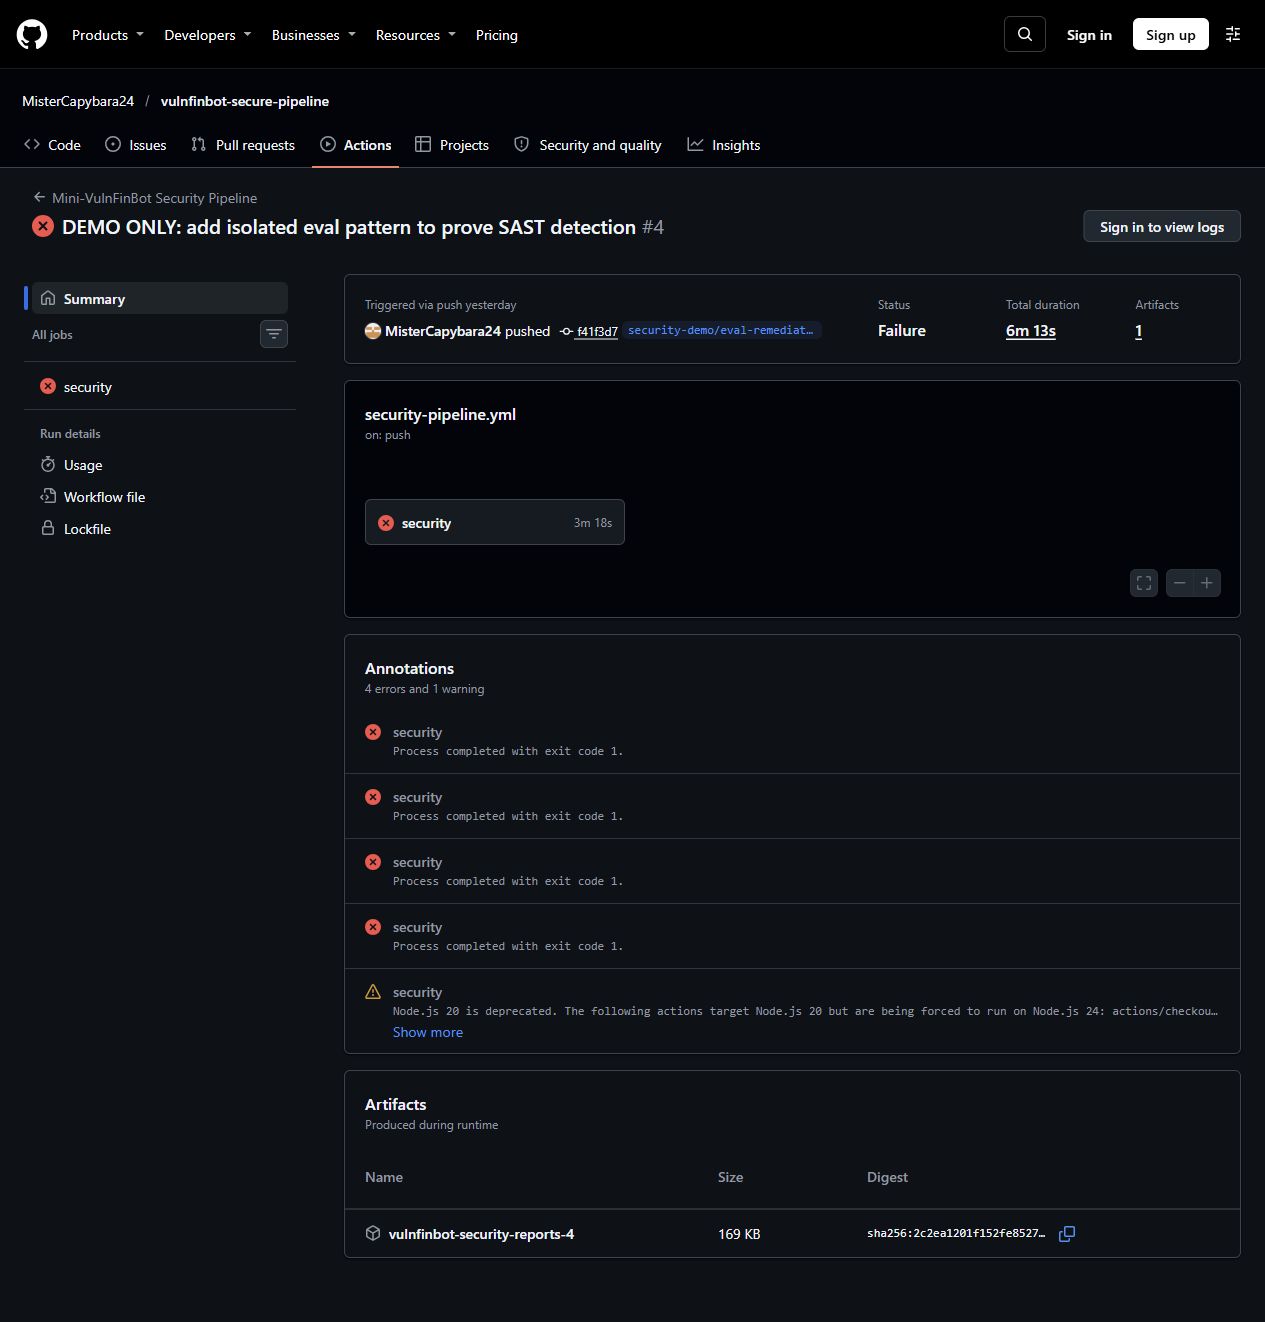 Products Developers Businesses Resources Pricing Sign in Sign up
MisterCapybara24 / vulnfinbot-secure-pipeline
Code Issues Pull requests Actions Projects Security and quality Insights
Mini-VulnFinBot Security Pipeline
DEMO ONLY: add isolated eval pattern to prove SAST detection #4
Sign in to view logs
Summary
All jobs
security
Run details
Usage
Workflow file
Lockfile
Triggered via push yesterday
MisterCapybara24 pushed f41f3d7 security-demo/eval-remediat…
Status
Failure
Total duration
6m 13s
Artifacts
1
security-pipeline.yml
on: push
security 3m 18s
Annotations
4 errors and 1 warning
security
Process completed with exit code 1.
security
Process completed with exit code 1.
security
Process completed with exit code 1.
security
Process completed with exit code 1.
security
Node.js 20 is deprecated. The following actions target Node.js 20 but are being forced to run on Node.js 24: actions/checkou…
Show more
Artifacts
Produced during runtime
Name Size Digest
vulnfinbot-security-reports-4 169 KB sha256:2c2ea1201f152fe8527…